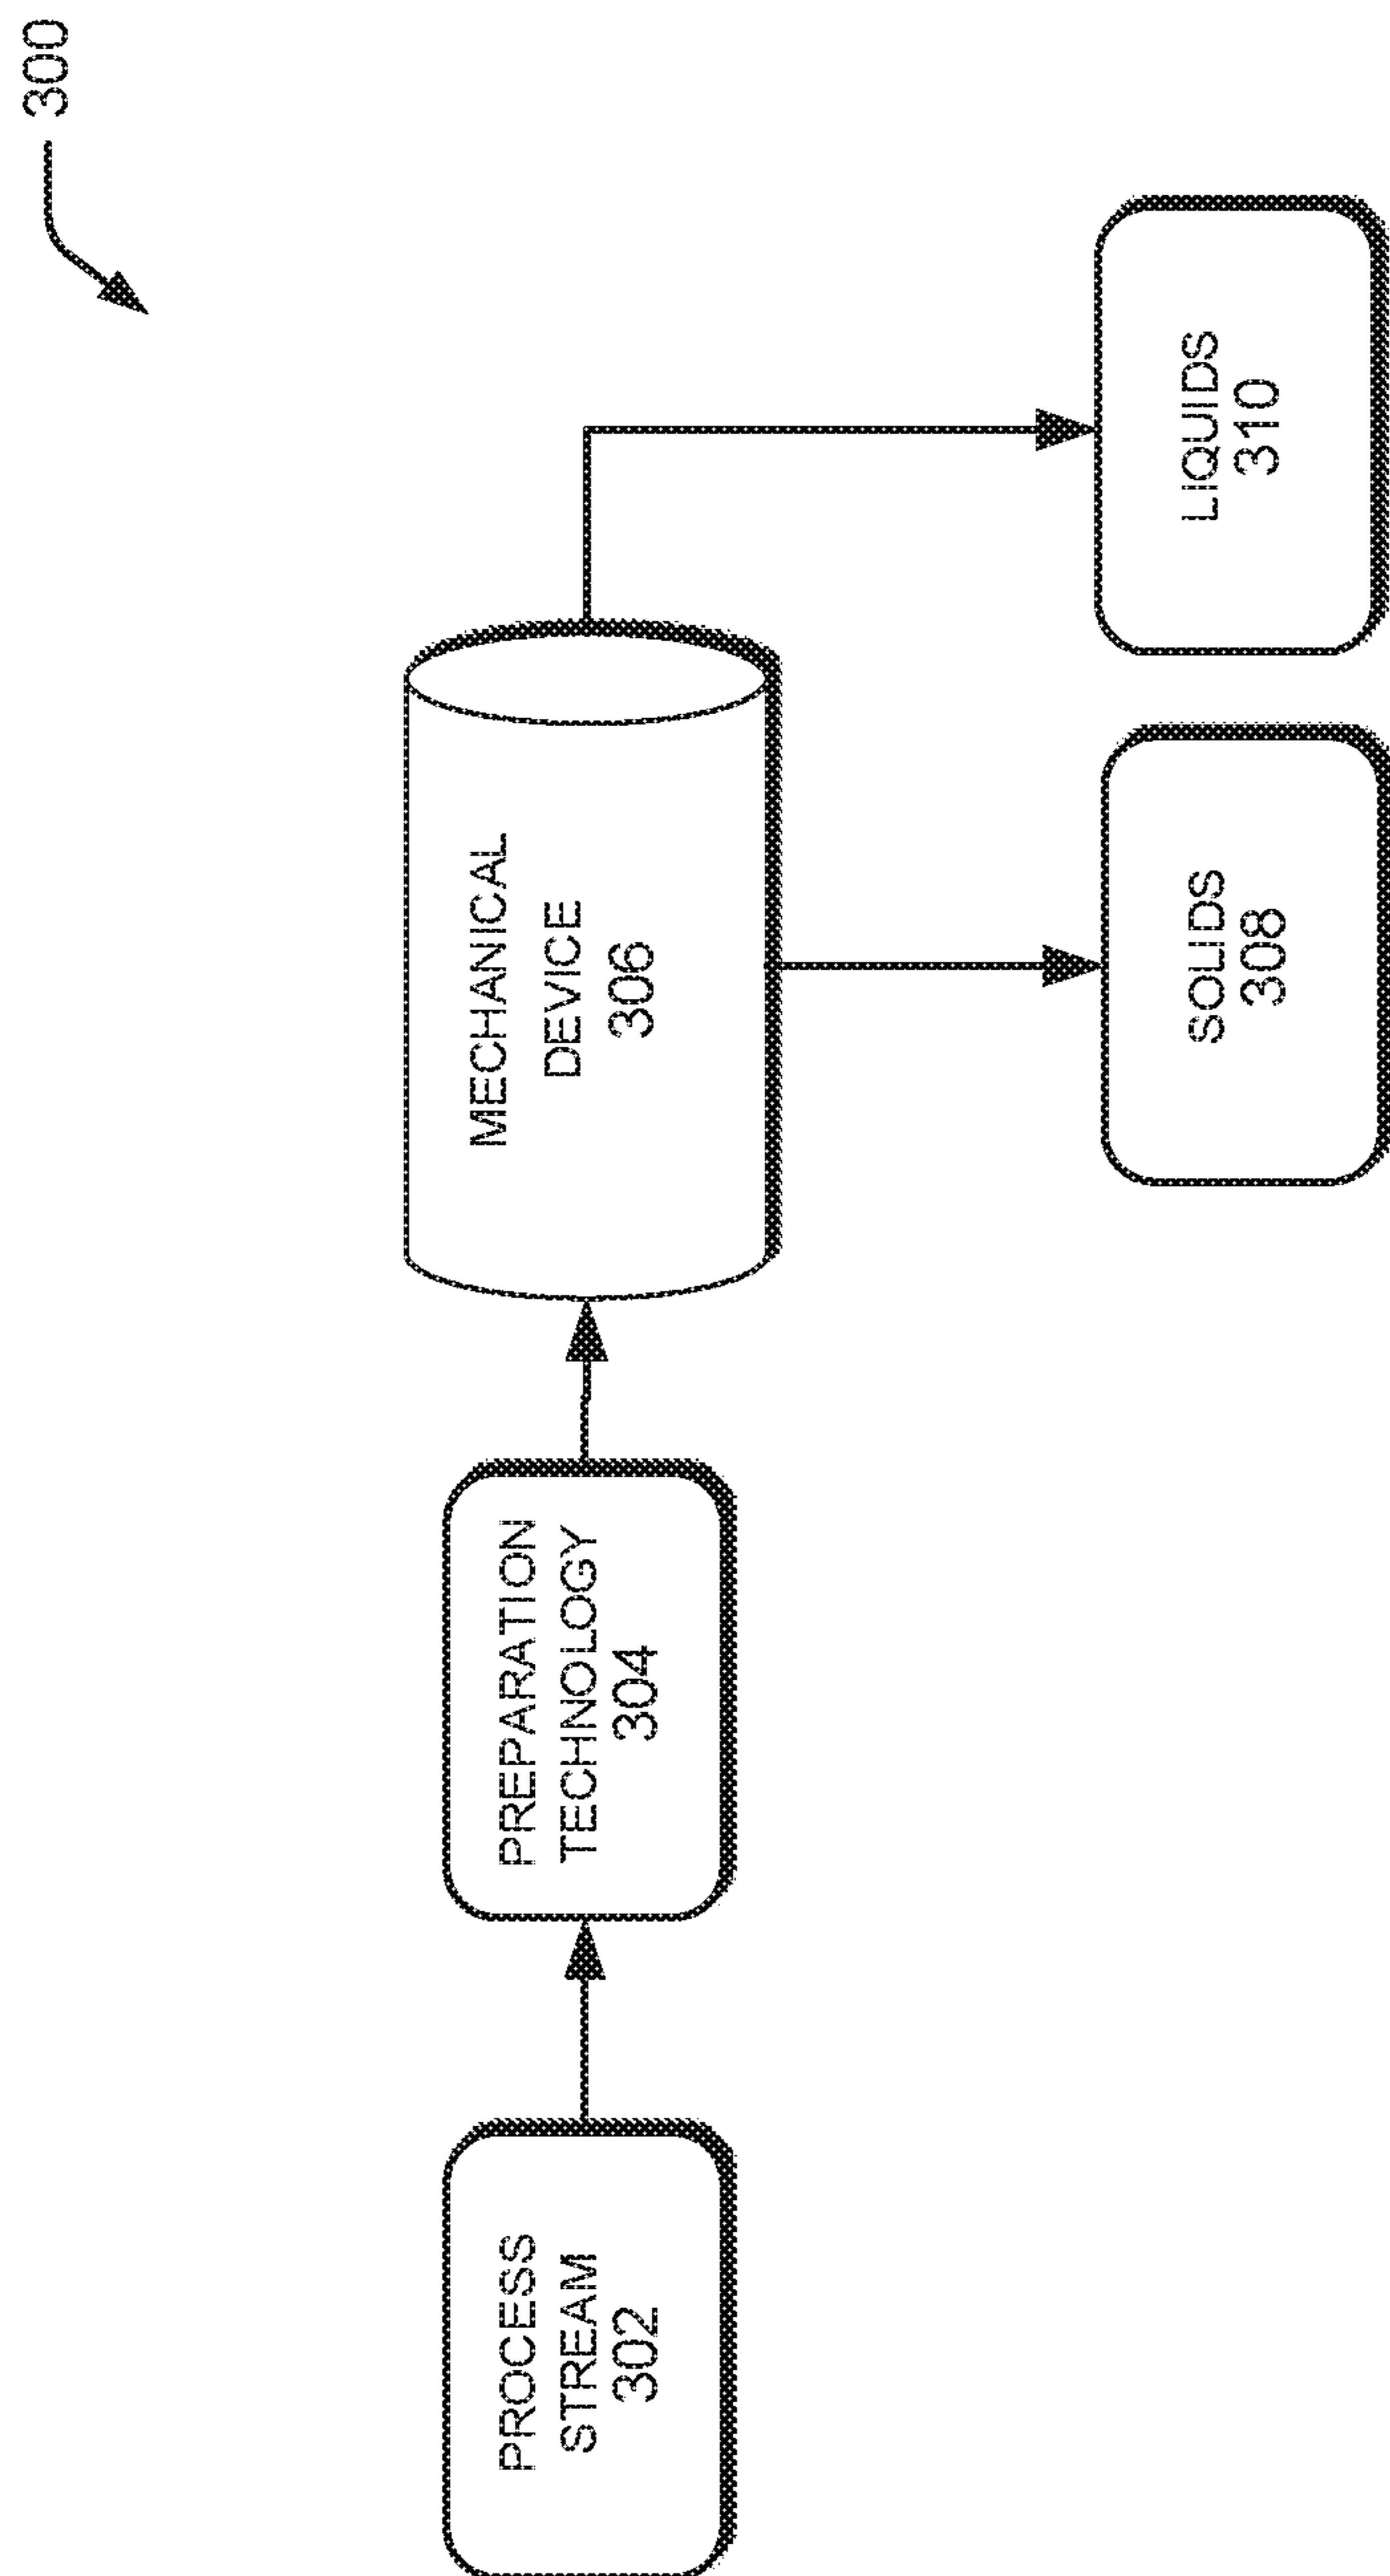 300
PROCESS
STREAM
302
PREPARATION
TECHNOLOGY
304
MECHANICAL
DEVICE
306
SOLIDS
308
LIQUIDS
310